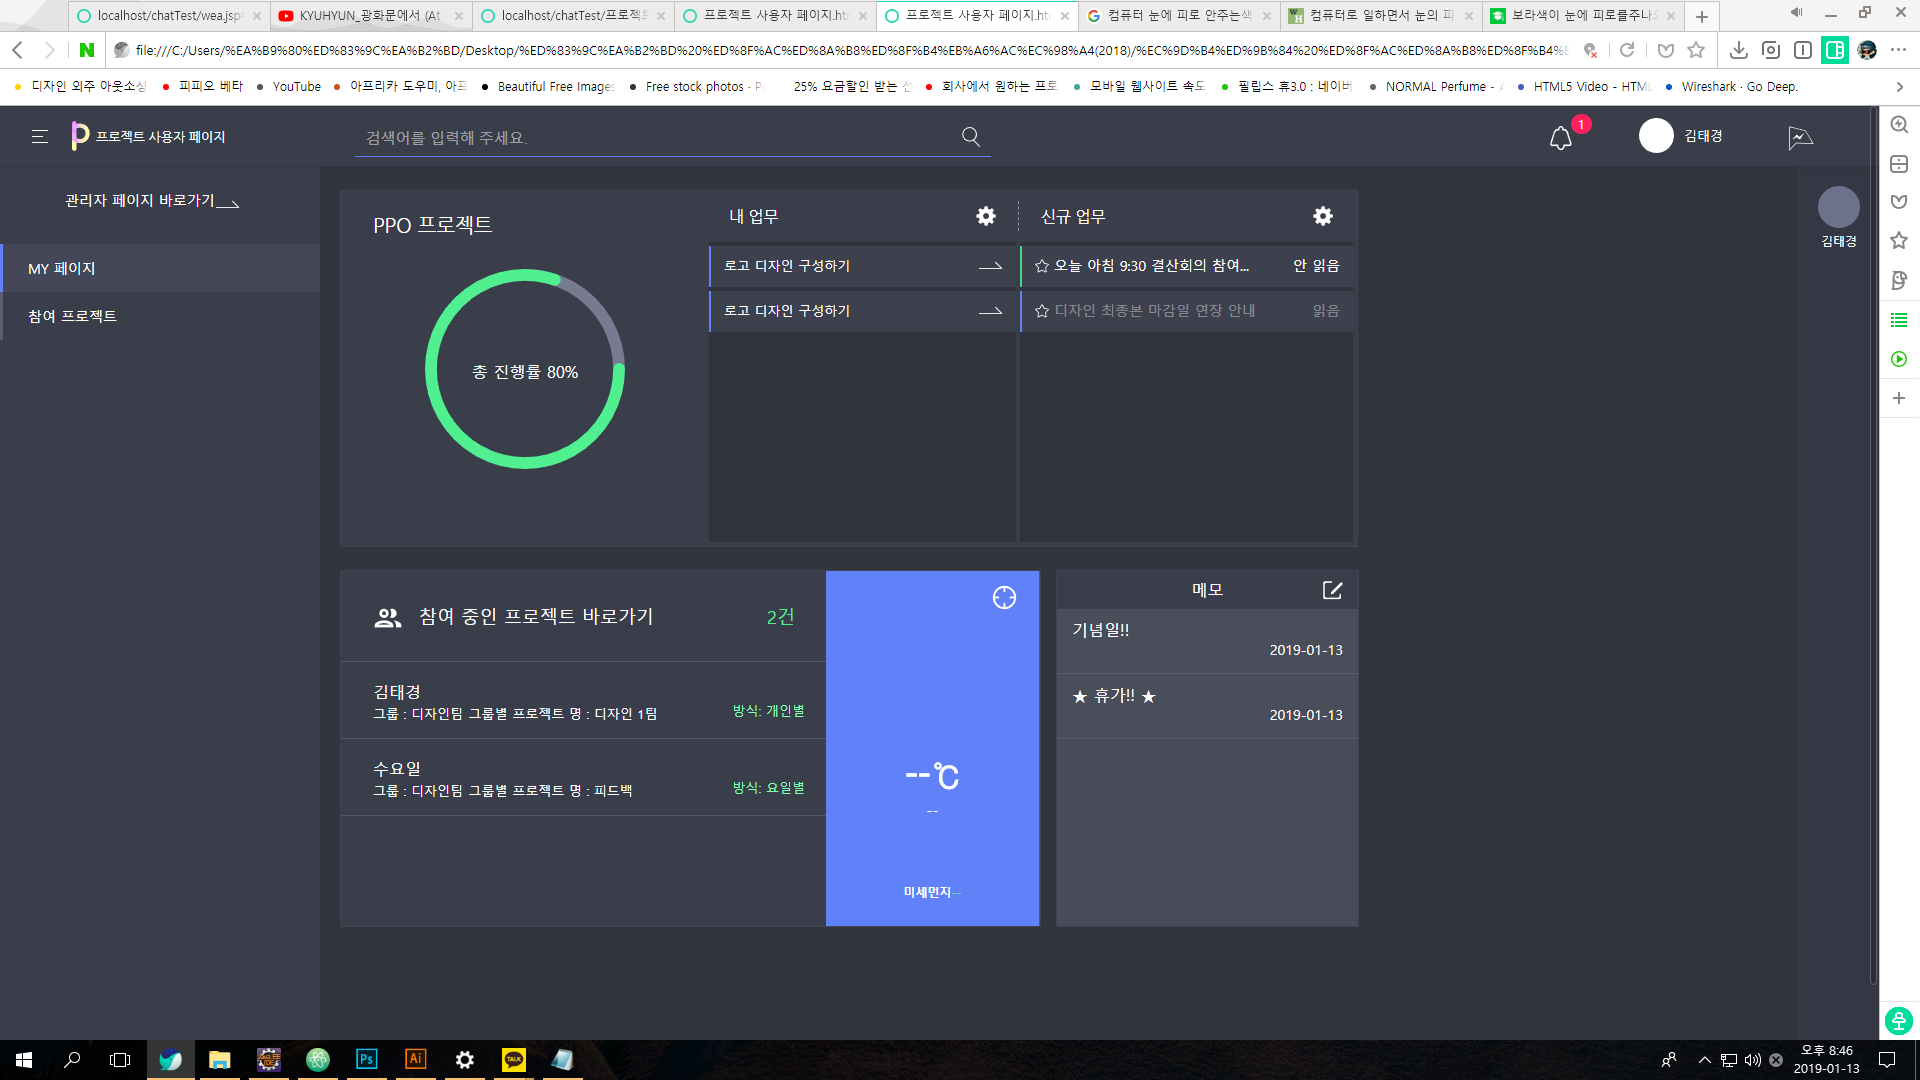 localhost/chatTest/wea.jsp
KYUHYUN_광화문에서 (At
localhost/chatTest/프로젝트
프로젝트 사용자 페이지.ht
프로젝트 사용자 페이지.ht
컴퓨터 눈에 피로 안주는색
컴퓨터로 일하면서 눈의 피
보라색이 눈에 피로를주나
file:///C:/Users/%EA%B9%80%ED%83%9C%EA%B2%BD/Desktop/%ED%83%9C%EA%B2%BD%20%ED%8F%AC%ED%8A%B8%ED%8F%B4%EB%A6%AC%EC%98%A4(2018)/%EC%9D%B4%ED%9B%84%20%ED%8F%AC%ED%8A%B8%ED%8F%B4%E
디자인 외주 아웃소싱
피피오 베타
YouTube
아프리카 도우미, 아프
Beautiful Free Images
Free stock photos · P
25% 요금할인 받는 선
회사에서 원하는 프로
모바일 웹사이트 속도
필립스 휴3.0 : 네이버
NORMAL Perfume - A
HTML5 Video - HTML
Wireshark · Go Deep.
프로젝트 사용자 페이지
검색어를 입력해 주세요.
1
김태경
관리자 페이지 바로가기
MY 페이지
참여 프로젝트
PPO 프로젝트
총 진행률 80%
내 업무
로고 디자인 구성하기
로고 디자인 구성하기
신규 업무
오늘 아침 9:30 결산회의 참여... 안 읽음
디자인 최종본 마감일 연장 안내 읽음
김태경
참여 중인 프로젝트 바로가기 2건
김태경
그룹 : 디자인팀 그룹별 프로젝트 명 : 디자인 1팀 방식: 개인별
수요일
그룹 : 디자인팀 그룹별 프로젝트 명 : 피드백 방식: 요일별
--℃
--
미세먼지--
메모
기념일!!
2019-01-13
★ 휴가!! ★
2019-01-13
Ps
Ai
TALK
오후 8:46
2019-01-13